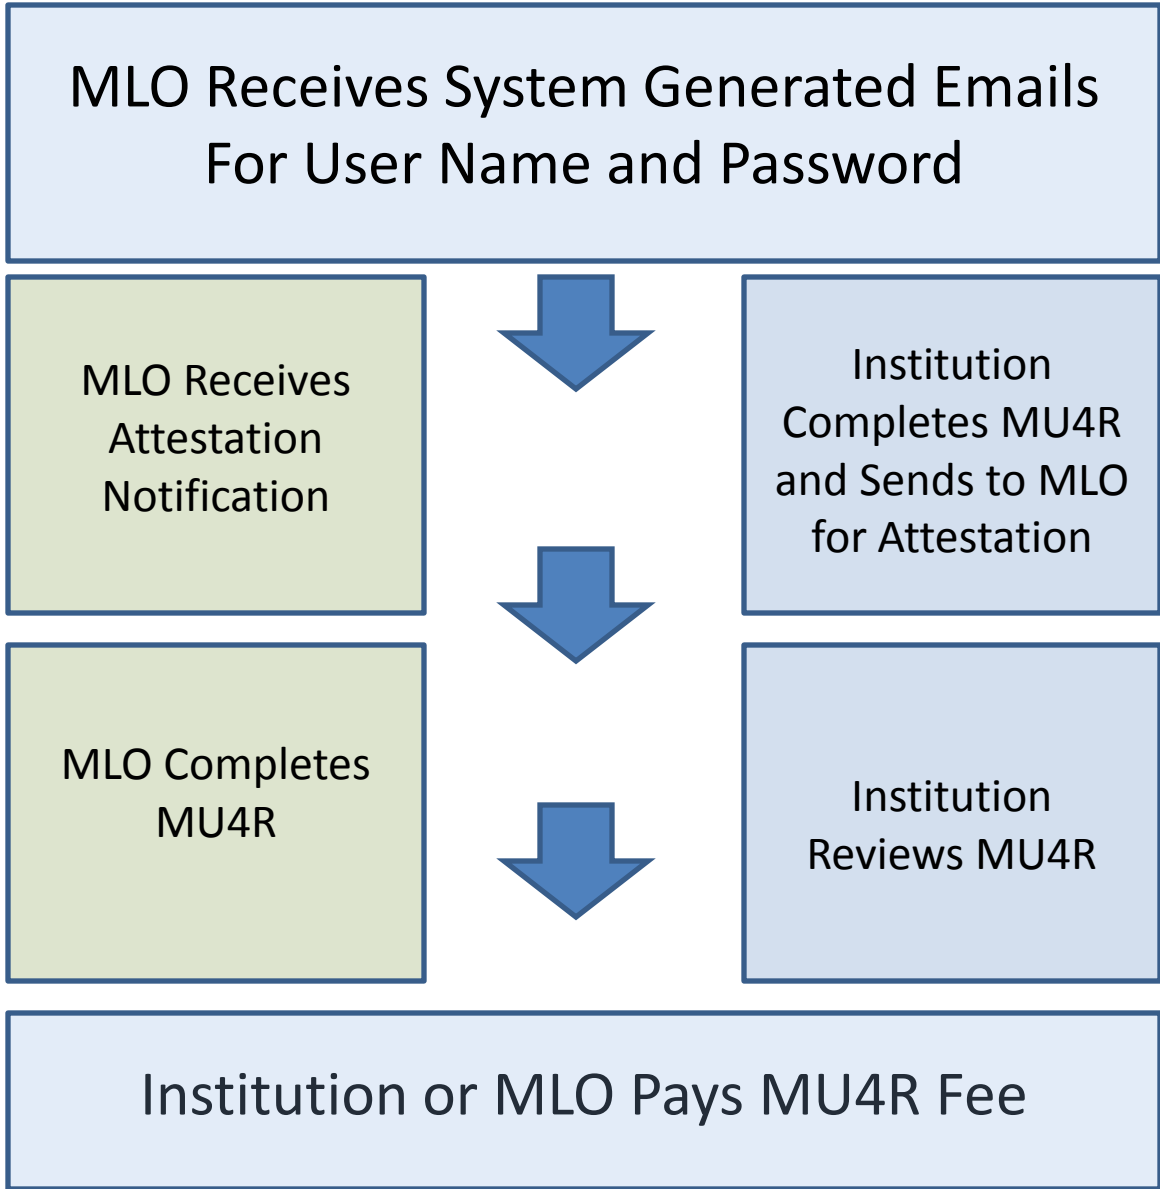 MLO Receives System Generated Emails
For User Name and Password
MLO Receives
Attestation
Notification
Institution
Completes MU4R
and Sends to MLO
for Attestation
MLO Completes
MU4R
Institution
Reviews MU4R
Institution or MLO Pays MU4R Fee